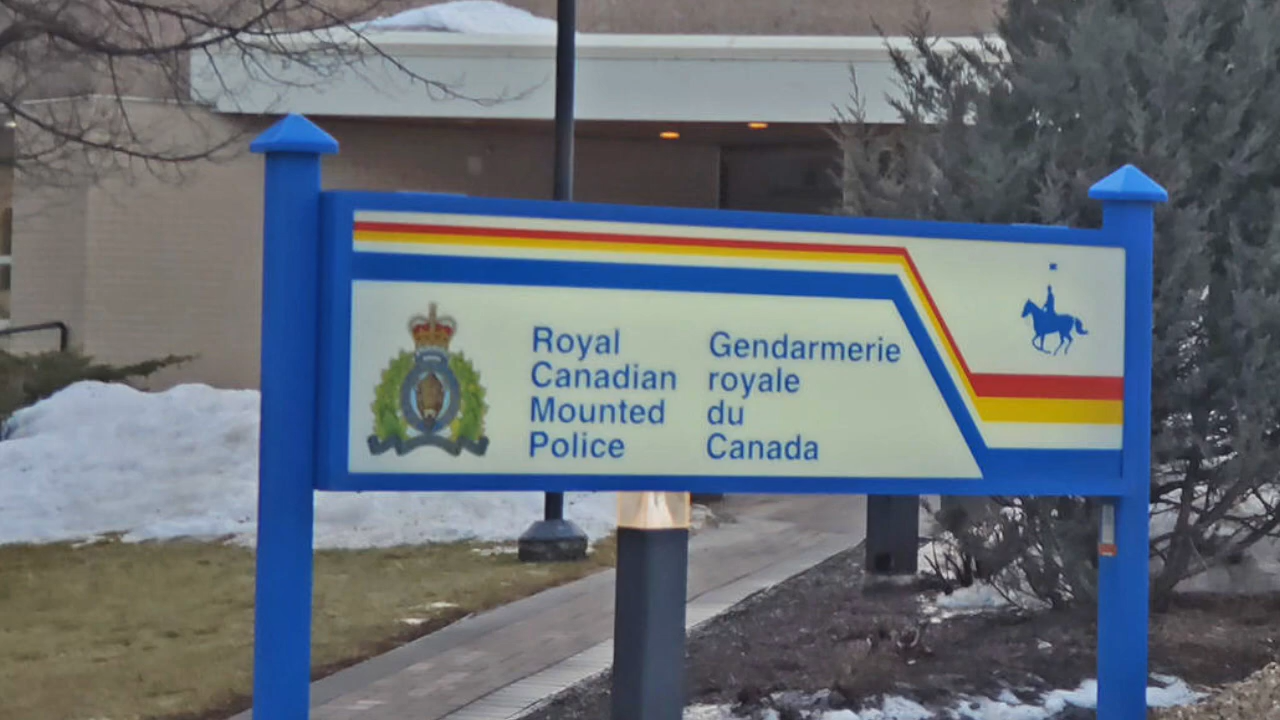 Royal
Canadian
Mounted
Police
Gendarmerie
royale
du
Canada